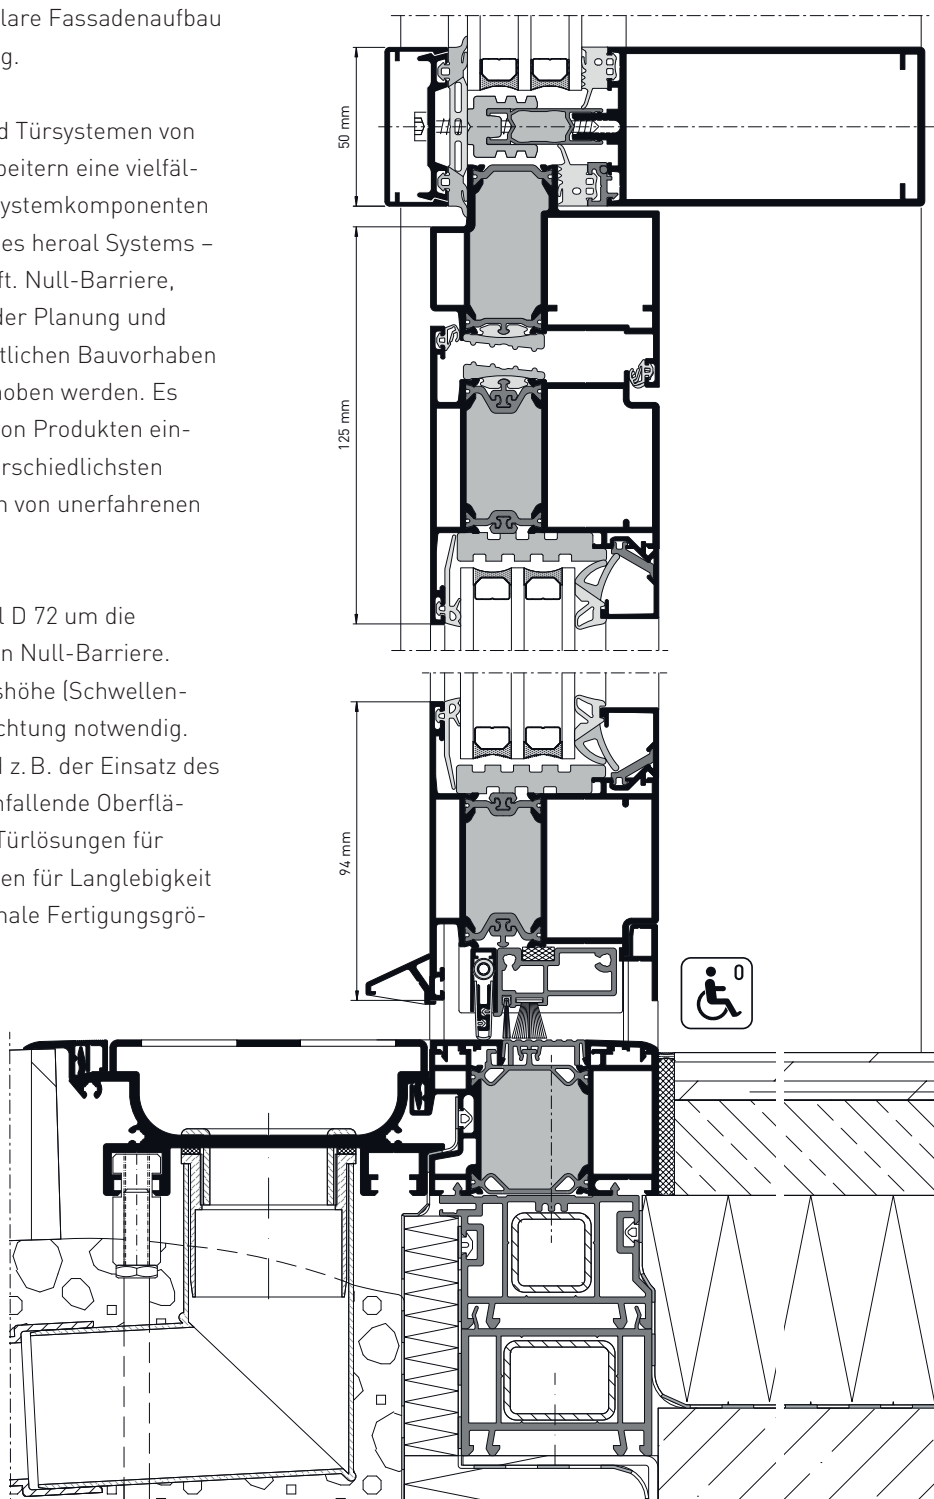 lare Fassadenaufbau
g.
d Türsystemen von
beitern eine vielfäl-
ystemkomponenten
es heroal Systems –
ft. Null-Barriere,
der Planung und
tlichen Bauvorhaben
hoben werden. Es
on Produkten ein-
erschiedlichsten
n von unerfahrenen
l D 72 um die
n Null-Barriere.
shöhe (Schwellen-
chtung notwendig.
d z. B. der Einsatz des
nfallende Oberflä-
Türlösungen für
en für Langlebigkeit
nale Fertigungsgrö-
50 mm
125 mm
94 mm
0